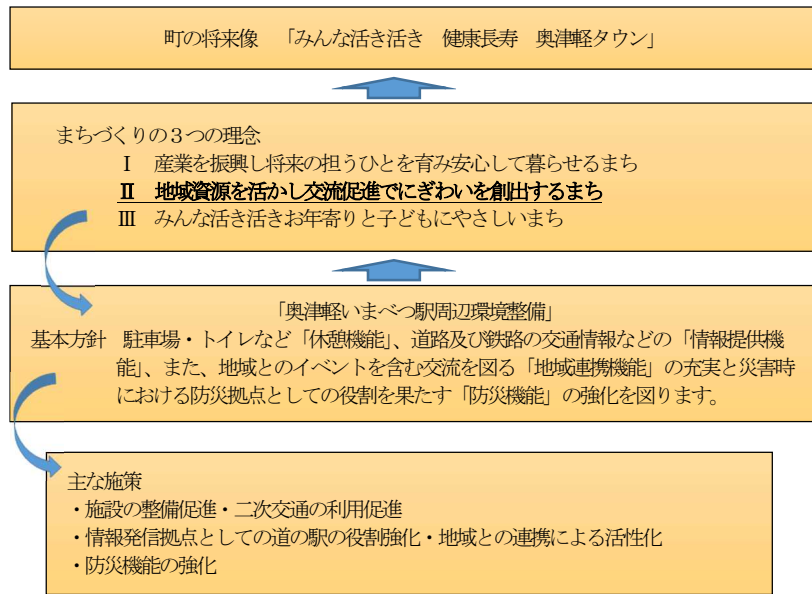 町の将来像 「みんな活き活き 健康長寿 奥津軽タウン」
まちづくりの３つの理念
Ⅰ 産業を振興し将来の担うひとを育み安心して暮らせるまち
Ⅱ 地域資源を活かし交流促進でにぎわいを創出するまち
Ⅲ みんな活き活きお年寄りと子どもにやさしいまち
「奥津軽いまべつ駅周辺環境整備」
基本方針 駐車場・トイレなど「休憩機能」、道路及び鉄路の交通情報などの「情報提供機
能」、また、地域とのイベントを含む交流を図る「地域連携機能」の充実と災害時
における防災拠点としての役割を果たす「防災機能」の強化を図ります。
主な施策
・施設の整備促進・二次交通の利用促進
・情報発信拠点としての道の駅の役割強化・地域との連携による活性化
・防災機能の強化